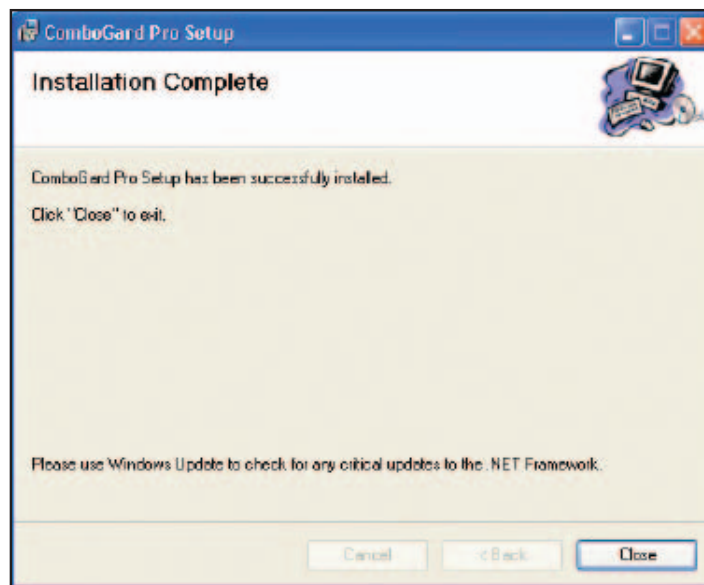 ComboGard Pro Setup
Installation Complete
ComboGard Pro Setup has been successfully installed.
Click "Close" to exit.
Please use Windows Update to check for any critical updates to the .NET Framework.
Cancel
< Back
Close